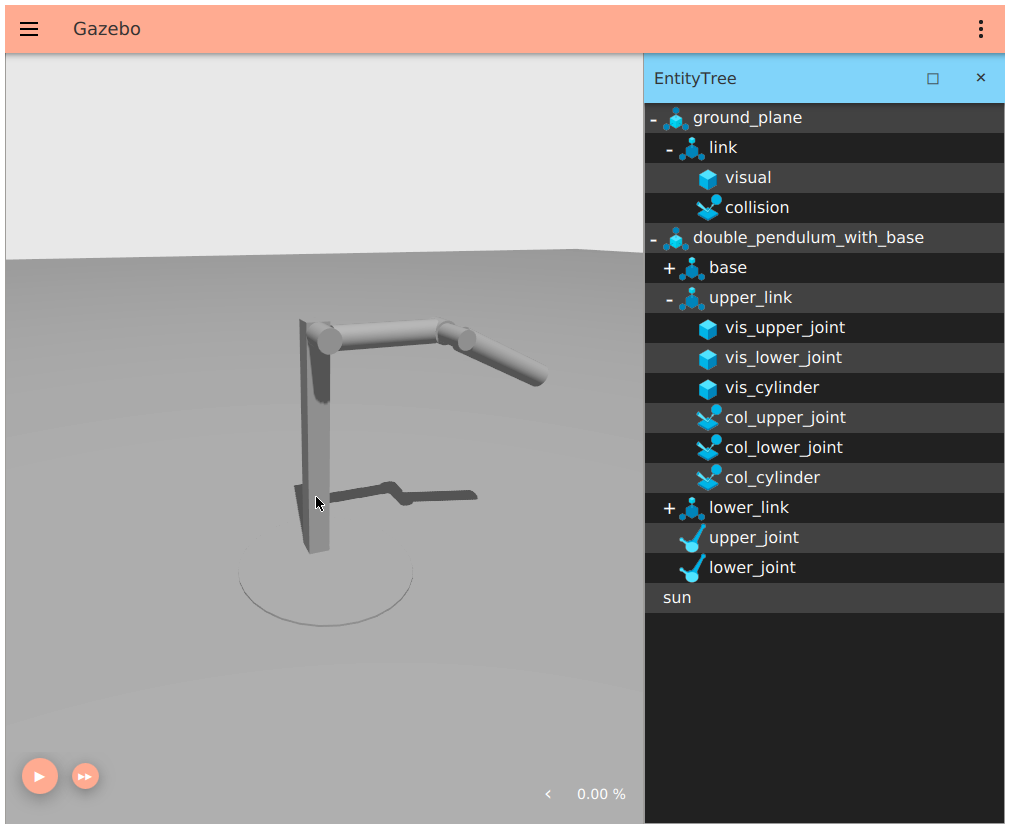 Gazebo
EntityTree
- ground_plane
- link
visual
collision
- double_pendulum_with_base
+ base
- upper_link
vis_upper_joint
vis_lower_joint
vis_cylinder
col_upper_joint
col_lower_joint
col_cylinder
+ lower_link
upper_joint
lower_joint
sun
0.00 %